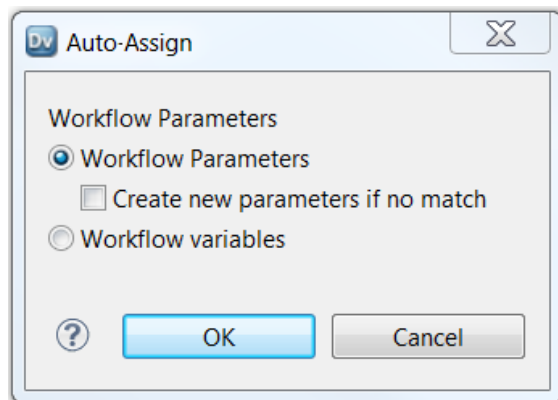 Dv Auto-Assign
Workflow Parameters
Workflow Parameters
Create new parameters if no match
Workflow variables
? OK Cancel